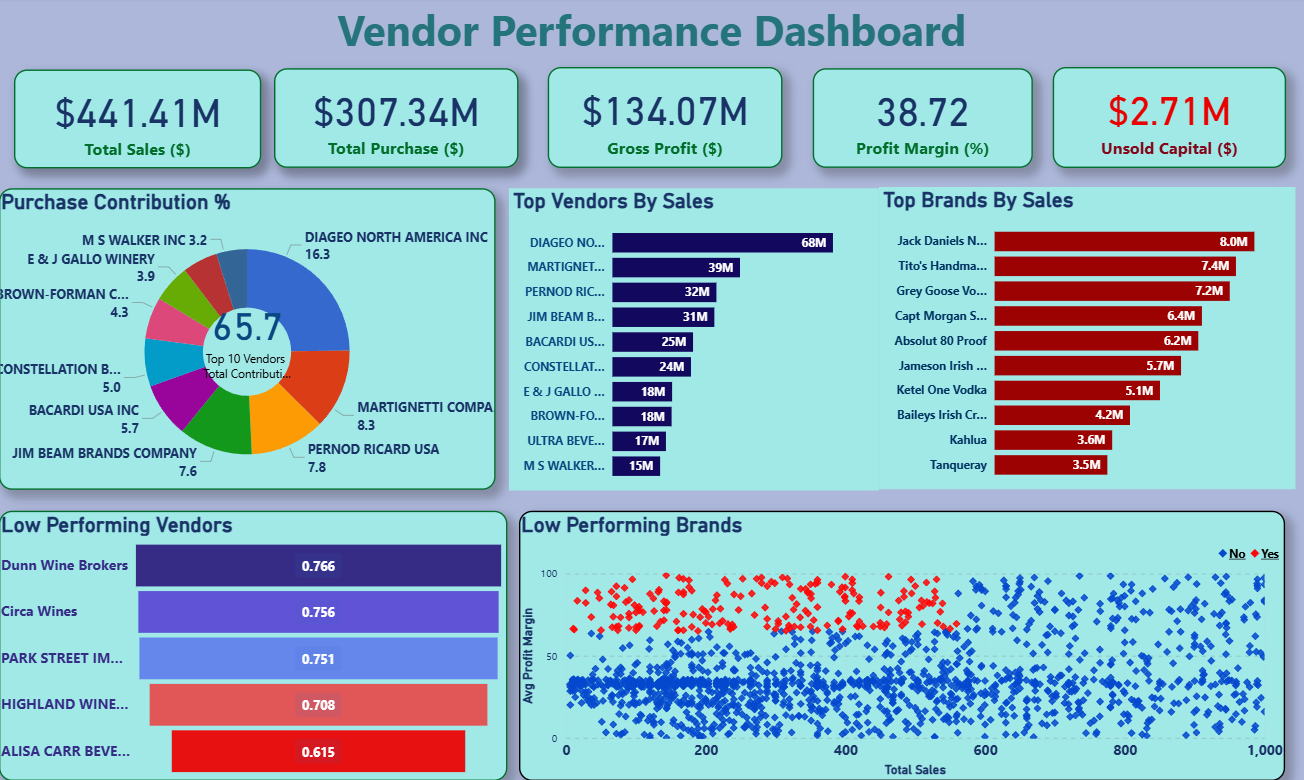 Vendor Performance Dashboard
$441.41M
Total Sales ($)
$307.34M
Total Purchase ($)
$134.07M
Gross Profit ($)
38.72
Profit Margin (%)
$2.71M
Unsold Capital ($)
Purchase Contribution %
M S WALKER INC 3.2
DIAGEO NORTH AMERICA INC
16.3
E & J GALLO WINERY
3.9
BROWN-FORMAN C...
4.3
CONSTELLATION B...
5.0
BACARDI USA INC
5.7
JIM BEAM BRANDS COMPANY
7.6
PERNOD RICARD USA
7.8
MARTIGNETTI COMPA
8.3
65.7
Top 10 Vendors
Total Contributi...
Top Vendors By Sales
DIAGEO NO... 68M
MARTIGNET... 39M
PERNOD RIC... 32M
JIM BEAM B... 31M
BACARDI US... 25M
CONSTELLAT... 24M
E & J GALLO ... 18M
BROWN-FO... 18M
ULTRA BEVE... 17M
M S WALKER... 15M
Top Brands By Sales
Jack Daniels N... 8.0M
Tito's Handma... 7.4M
Grey Goose Vo... 7.2M
Capt Morgan S... 6.4M
Absolut 80 Proof 6.2M
Jameson Irish ... 5.7M
Ketel One Vodka 5.1M
Baileys Irish Cr... 4.2M
Kahlua 3.6M
Tanqueray 3.5M
Low Performing Vendors
Dunn Wine Brokers 0.766
Circa Wines 0.756
PARK STREET IM... 0.751
HIGHLAND WINE... 0.708
ALISA CARR BEVE... 0.615
Low Performing Brands
No Yes
100
50
0
Avg Profit Margin
0 200 400 600 800 1,000
Total Sales